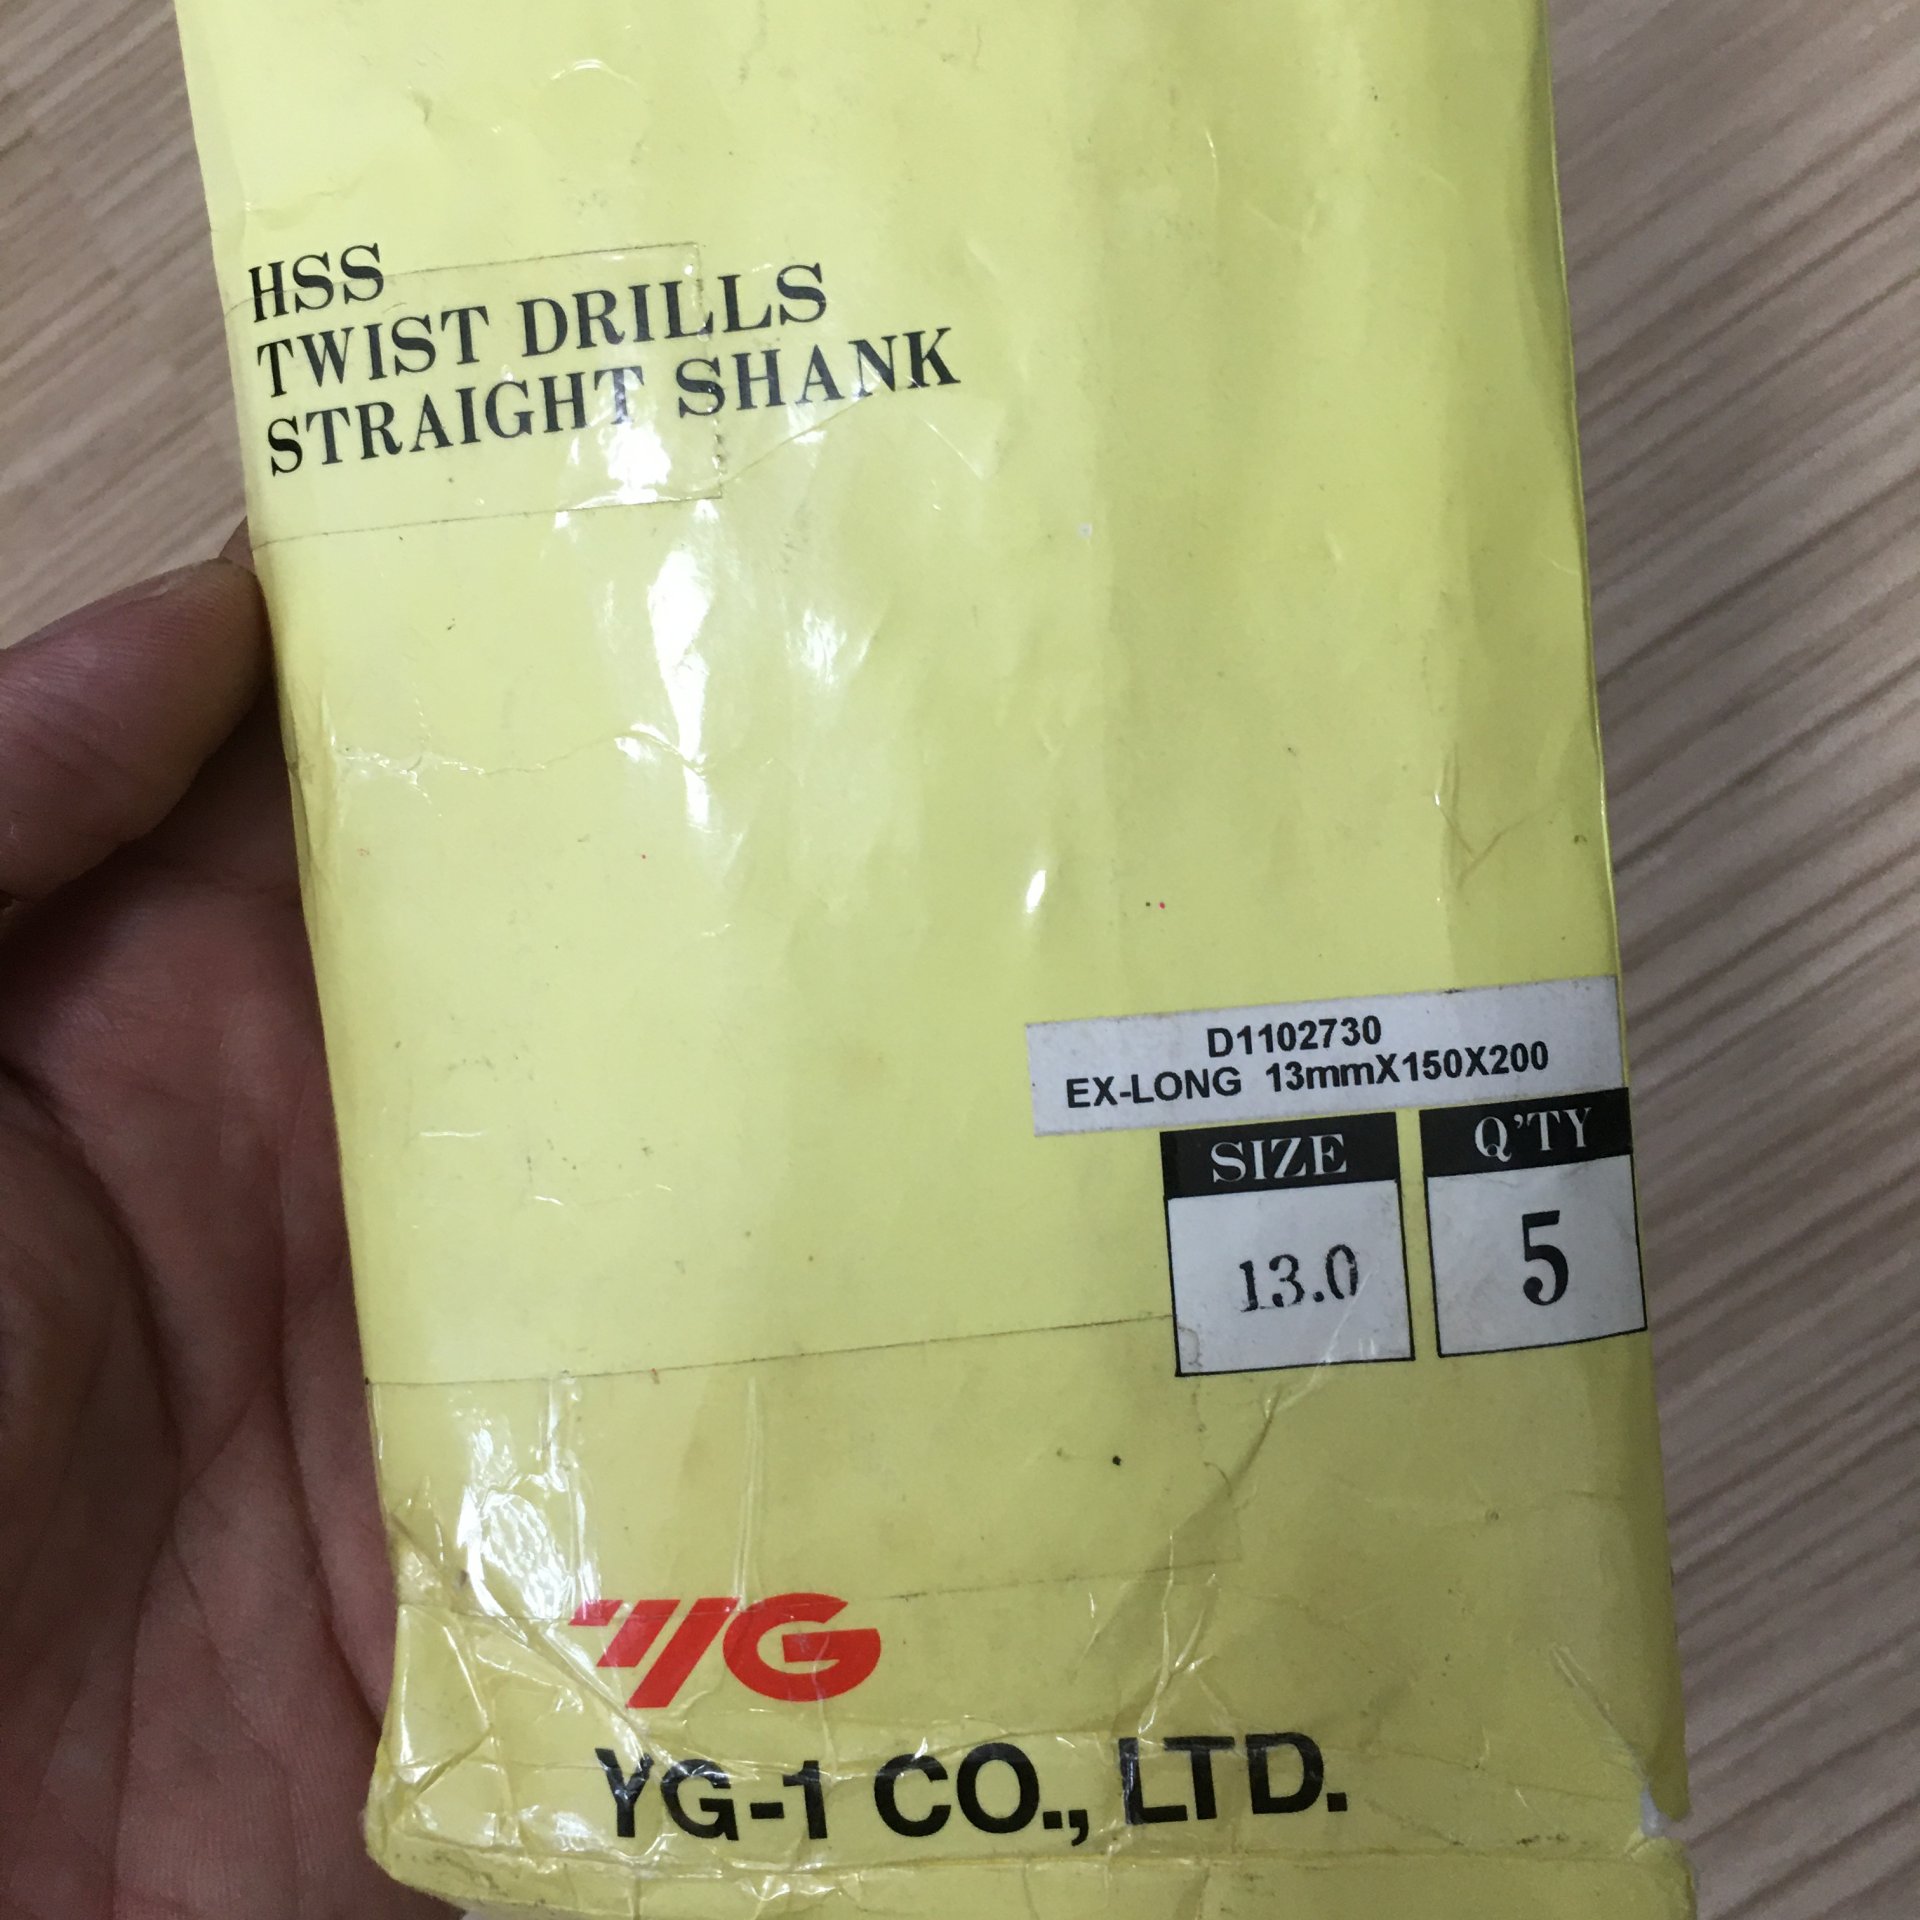 HSS
TWIST DRILLS
STRAIGHT SHANK
D1102730
EX-LONG 13mmX150X200
SIZE
Q'TY
13.0
5
YG
YG-1 CO., LTD.